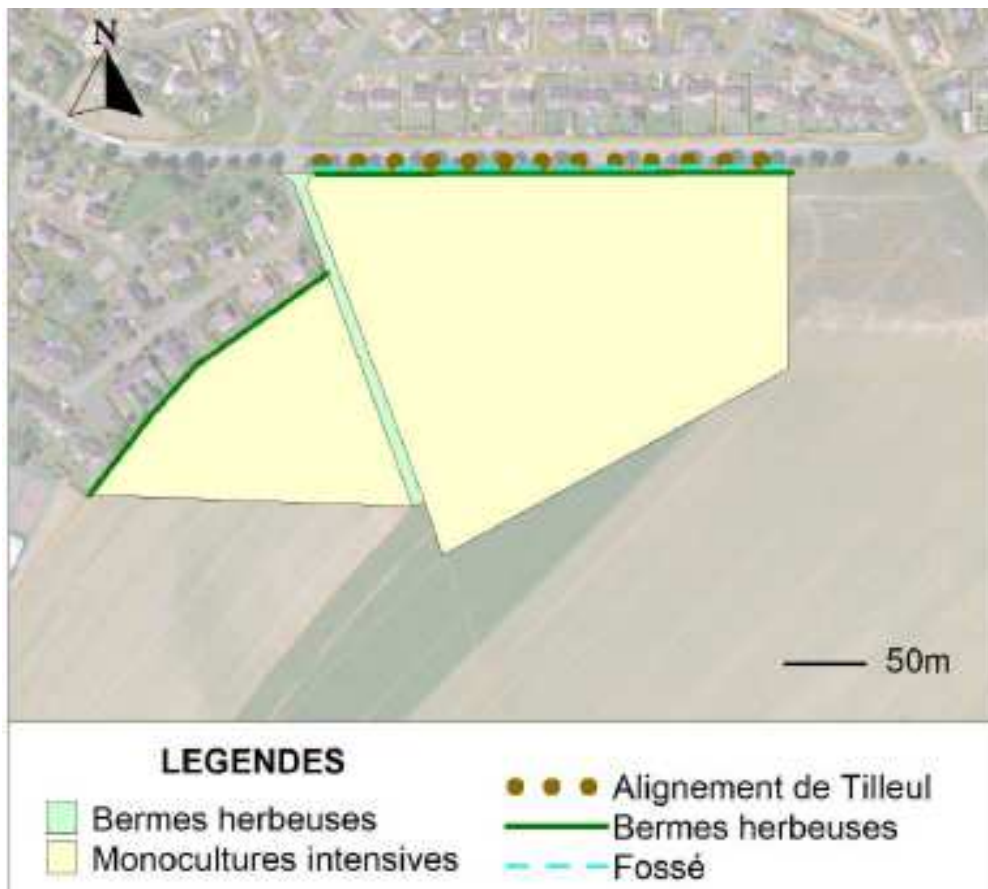 N
50m
LEGENDES
Bermes herbeuses
Monocultures intensives
Alignement de Tilleul
Bermes herbeuses
Fossé